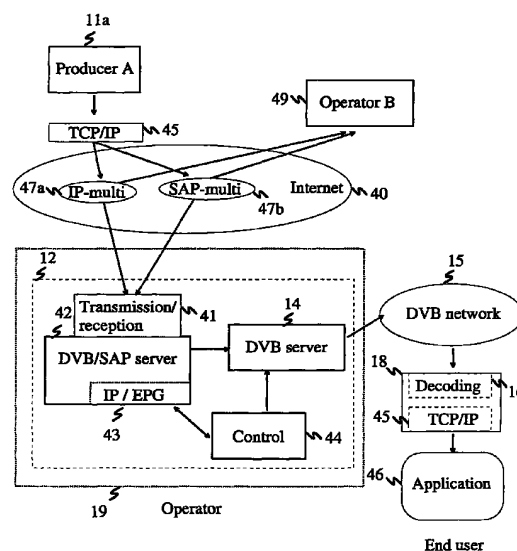 11a
Producer A
49
Operator B
TCP/IP
45
47a
IP-multi
SAP-multi
47b
Internet
40
12
15
42
Transmission/
reception
41
14
DVB network
DVB/SAP server
DVB server
18
Decoding
IP / EPG
45
TCP/IP
43
Control
44
46
Application
19
Operator
End user